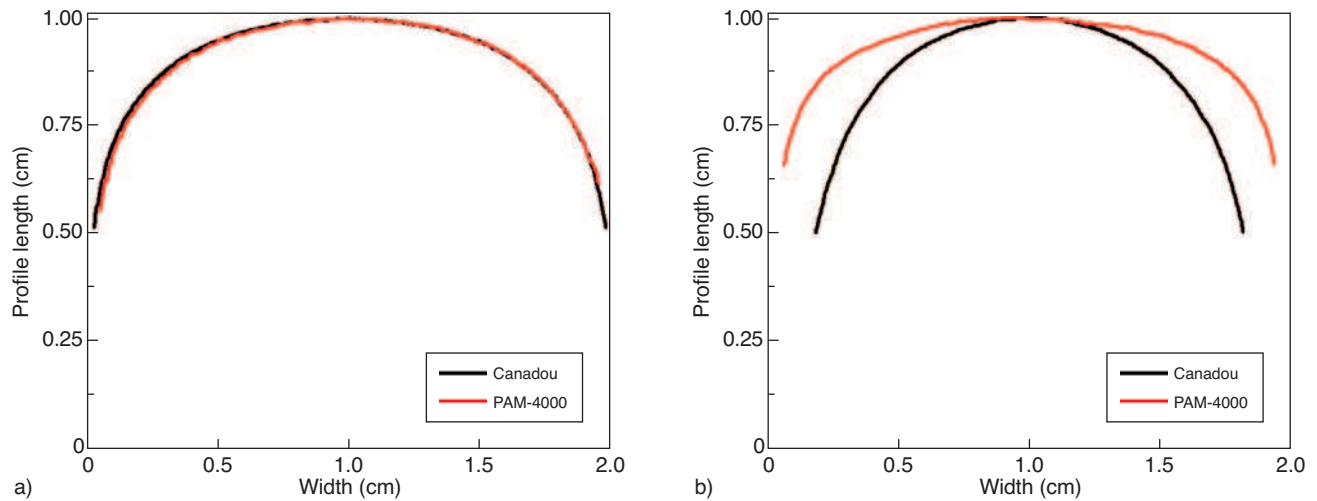 1.00
0.75
0.50
0.25
0
Profile length (cm)
0 0.5 1.0 1.5 2.0
Width (cm)
Canadou
PAM-4000
a)
1.00
0.75
0.50
0.25
0
Profile length (cm)
0 0.5 1.0 1.5 2.0
Width (cm)
Canadou
PAM-4000
b)